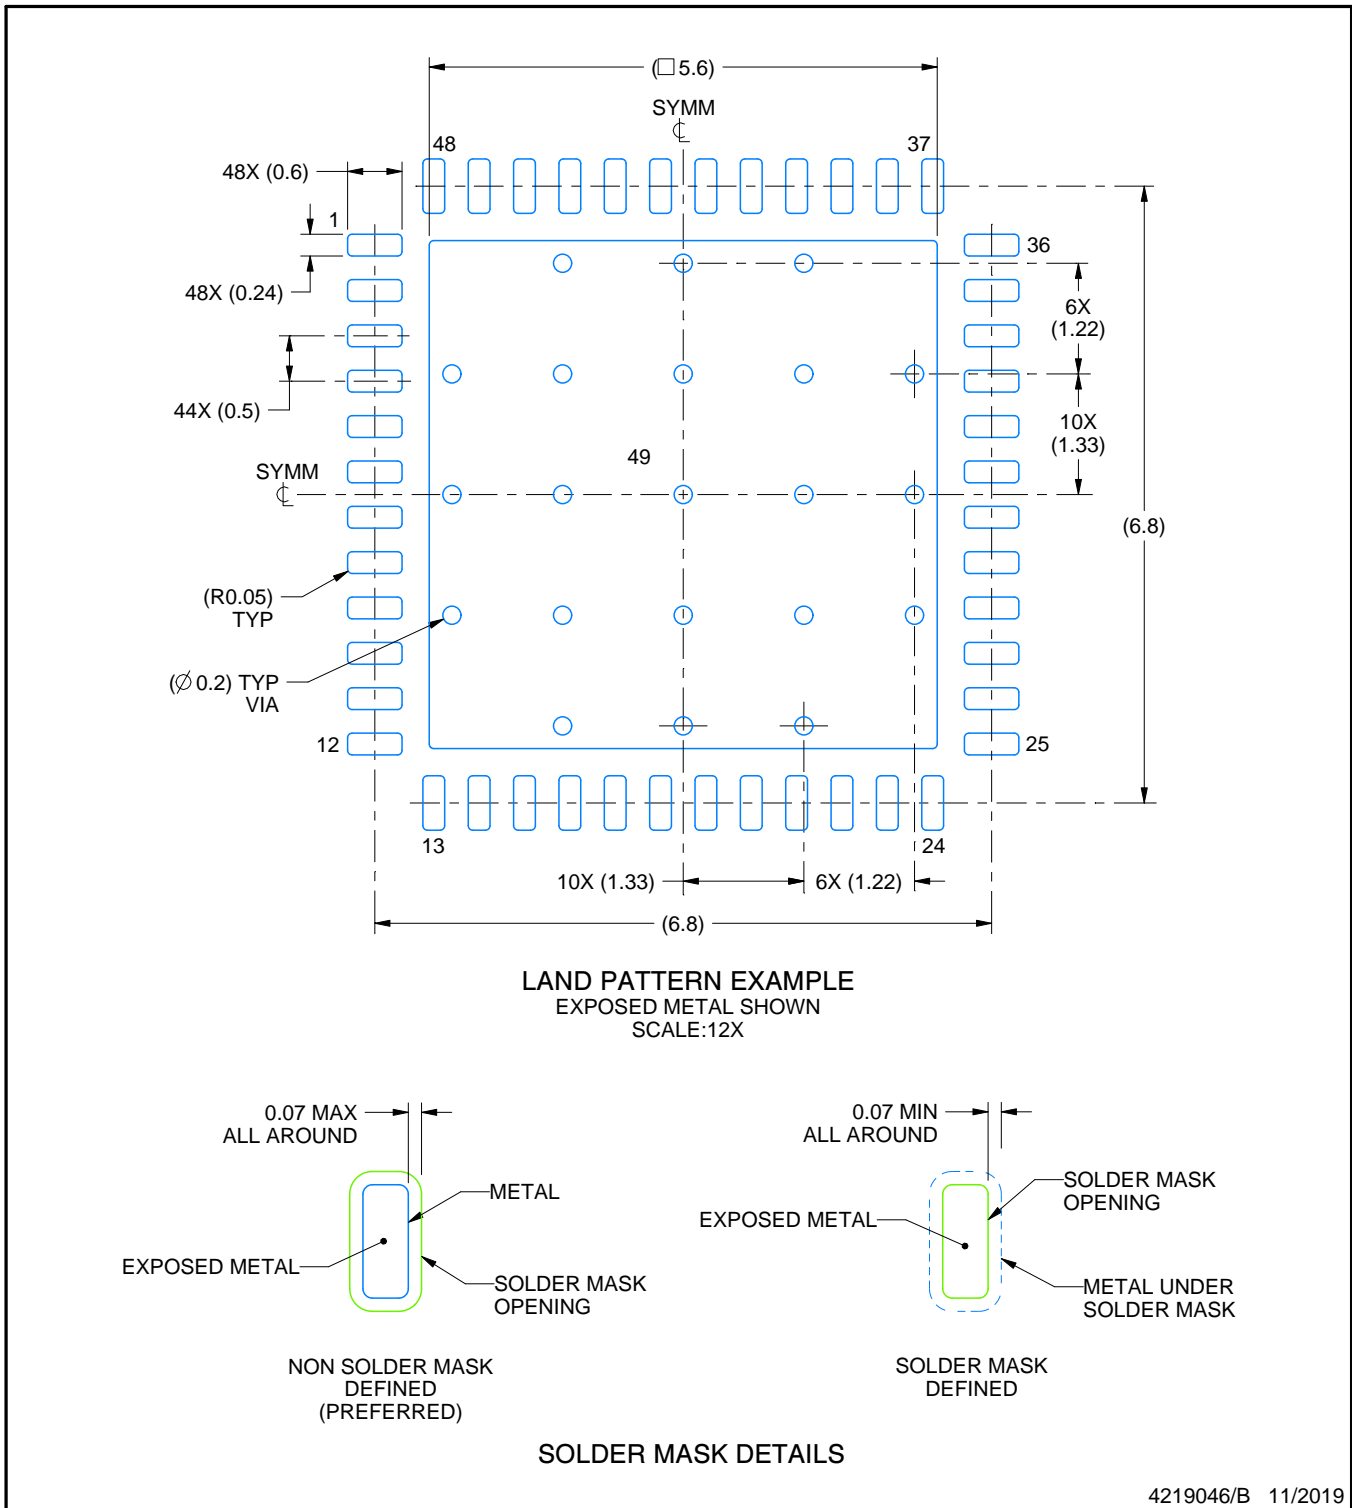 (□ 5.6)
SYMM
℄
48
37
48X (0.6)
1
36
48X (0.24)
6X
(1.22)
44X (0.5)
10X
(1.33)
49
SYMM
℄
(6.8)
(R0.05)
TYP
(∅ 0.2) TYP
VIA
12
25
13
24
10X (1.33)
6X (1.22)
(6.8)
LAND PATTERN EXAMPLE
EXPOSED METAL SHOWN
SCALE:12X
0.07 MAX
ALL AROUND
METAL
EXPOSED METAL
SOLDER MASK
OPENING
NON SOLDER MASK
DEFINED
(PREFERRED)
0.07 MIN
ALL AROUND
SOLDER MASK
OPENING
EXPOSED METAL
METAL UNDER
SOLDER MASK
SOLDER MASK
DEFINED
SOLDER MASK DETAILS
4219046/B 11/2019